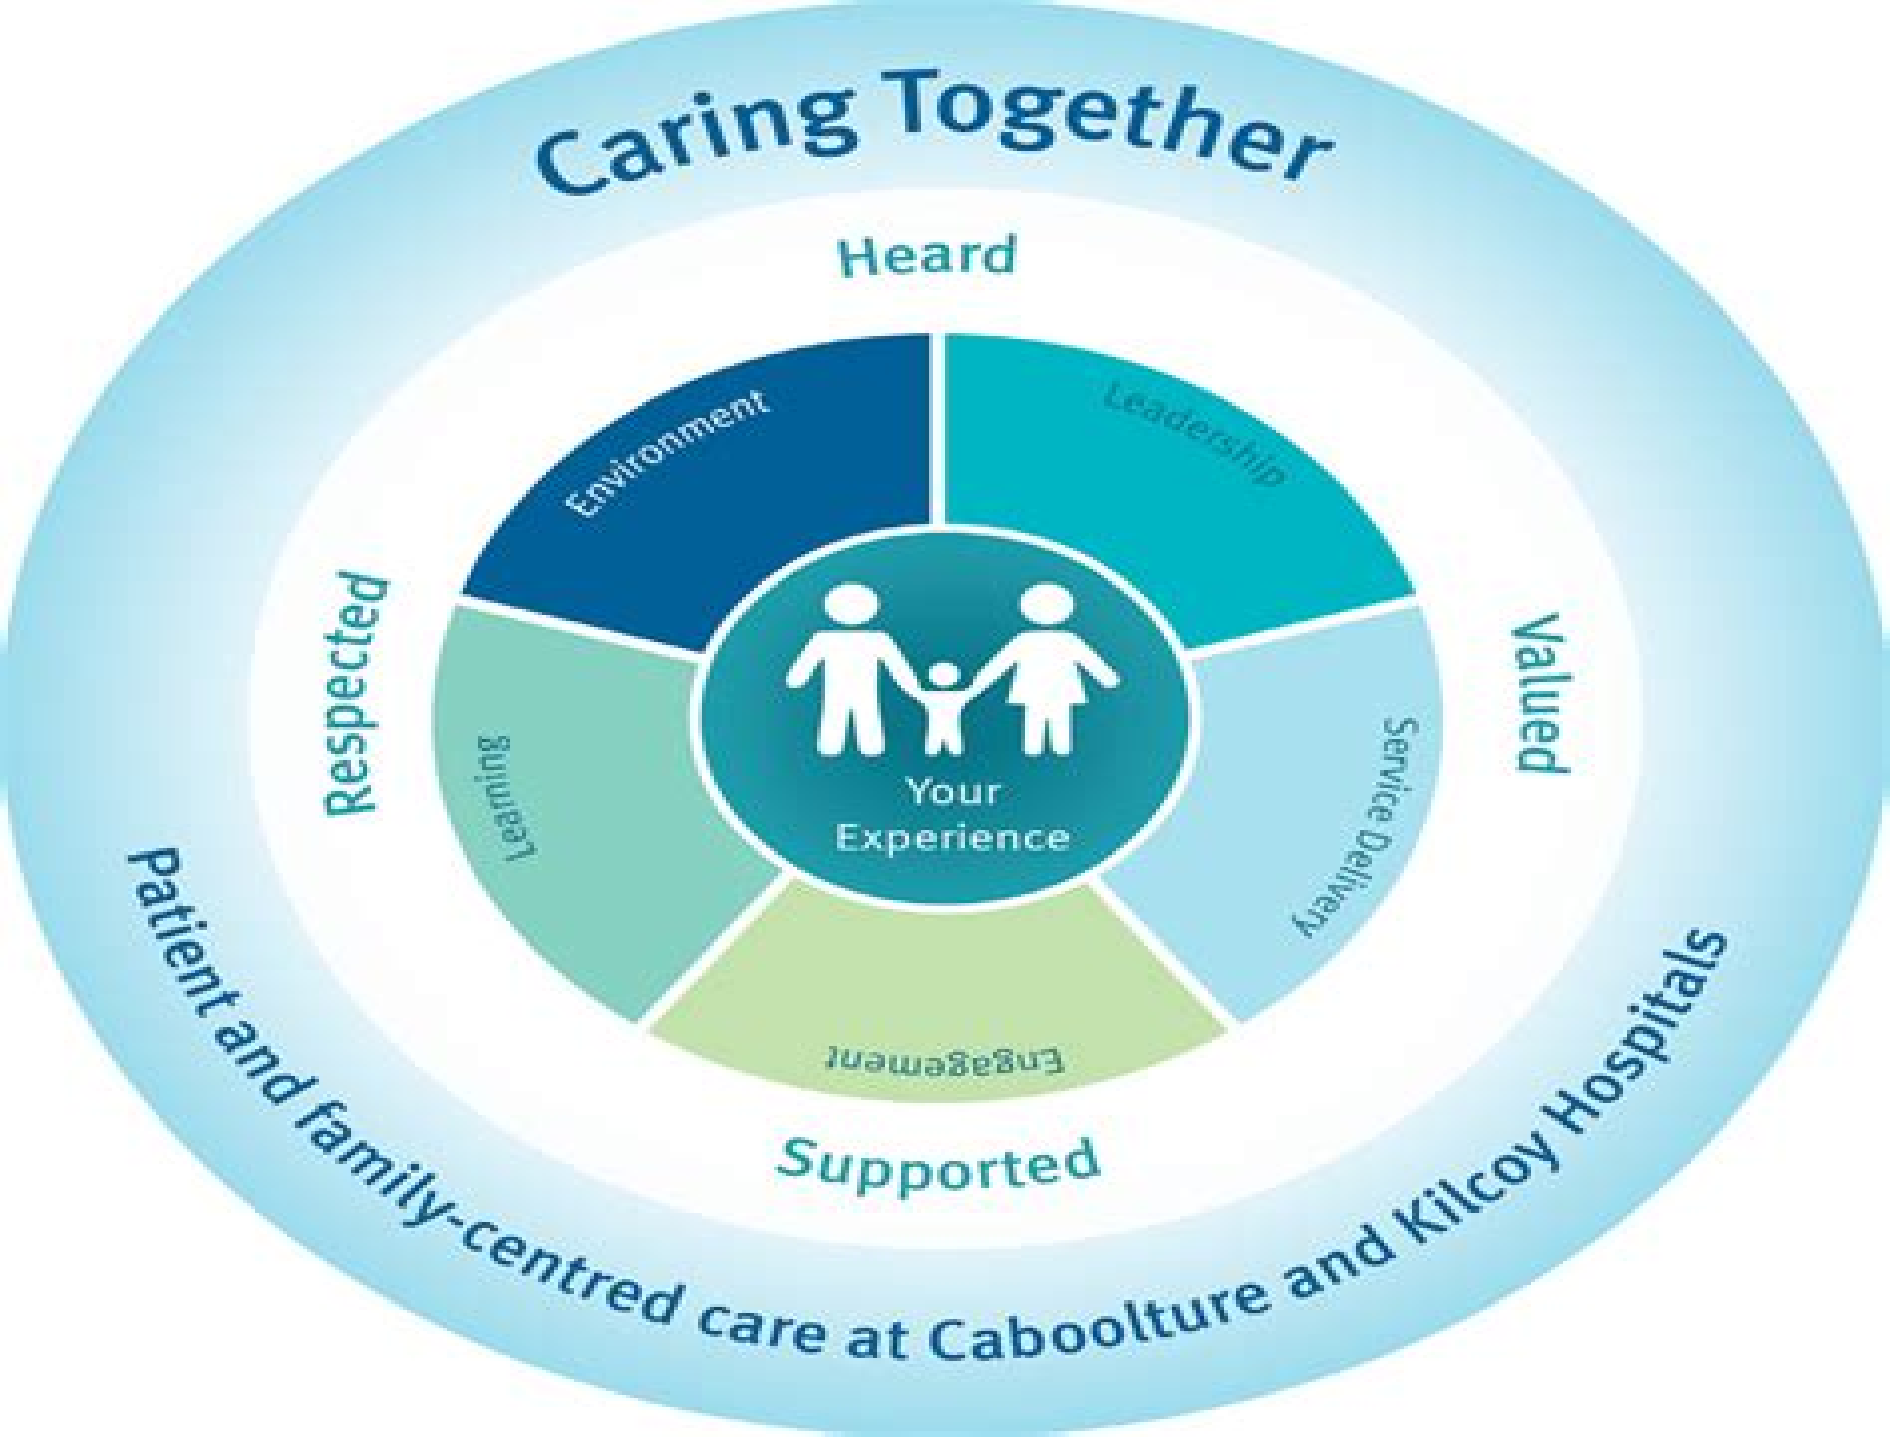 Caring Together
Heard
Environment
Leadership
Respected
Valued
Your
Experience
Learning
Service Delivery
Engagement
Supported
Patient and family-centred care at Caboolture and Kilcoy Hospitals